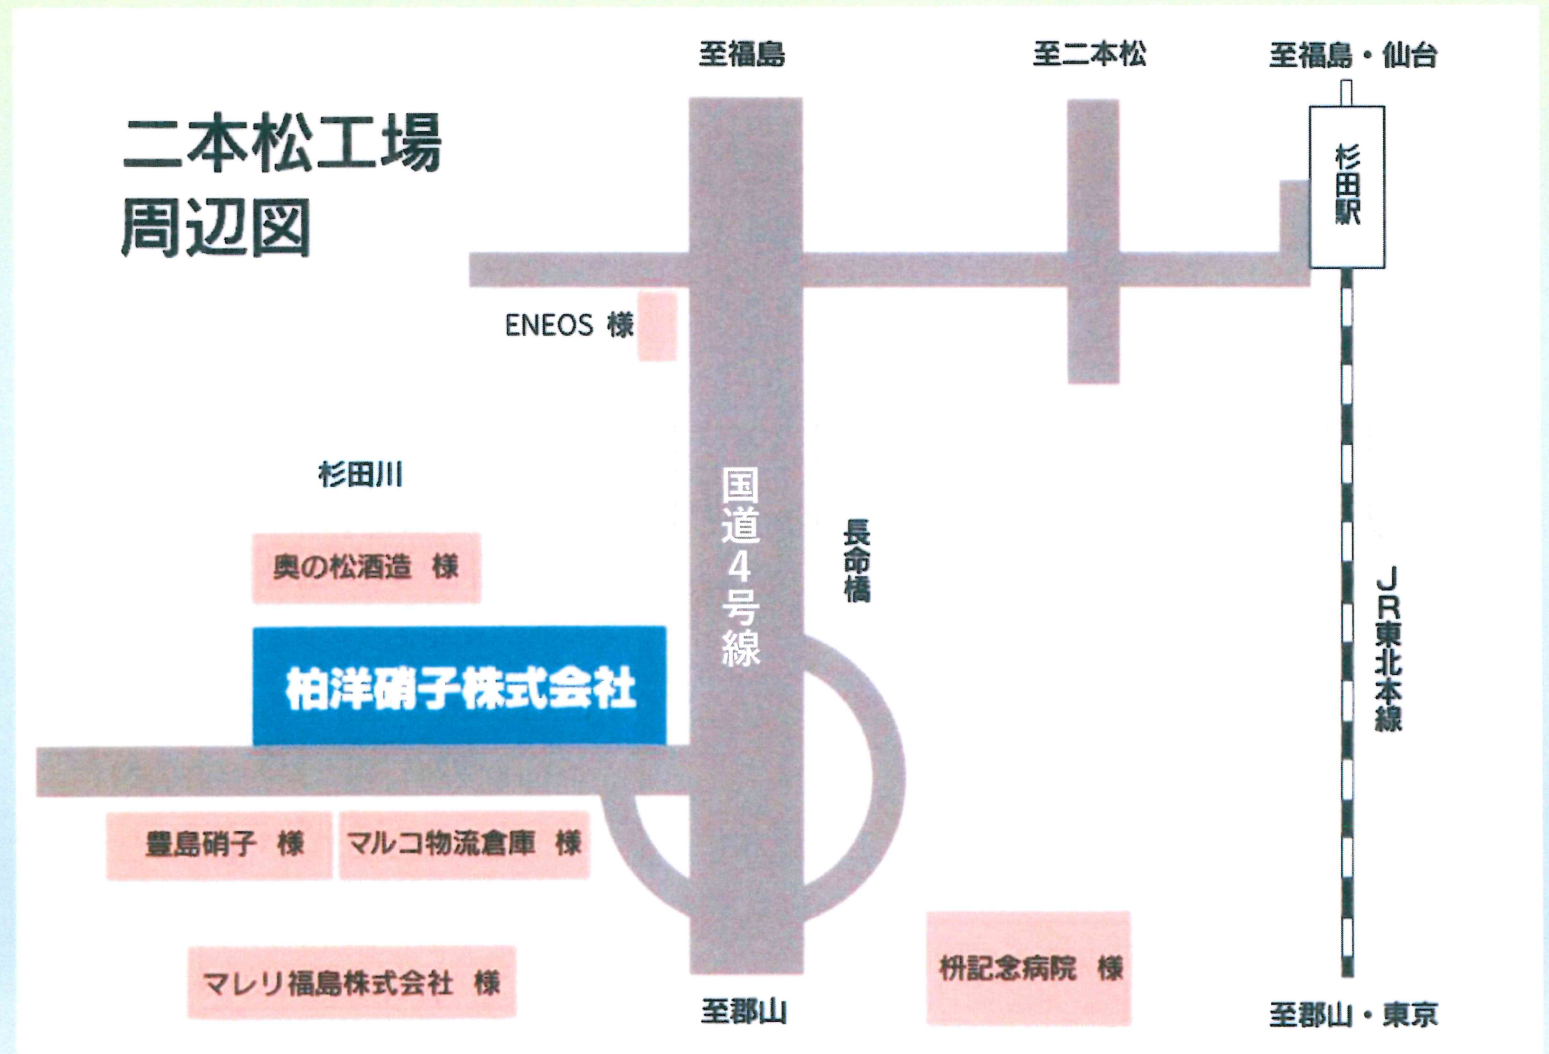 至福島
至二本松
至福島・仙台
二本松工場
周辺図
杉田駅
ENEOS 様
杉田川
国道4号線
長命橋
奥の松酒造 様
JR東北本線
柏洋硝子株式会社
豊島硝子 様
マルコ物流倉庫 様
マレリ福島株式会社 様
枡記念病院 様
至郡山
至郡山・東京